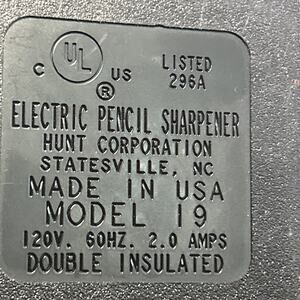 UL
C US LISTED
® 296A
ELECTRIC PENCIL SHARPENER
HUNT CORPORATION
STATESVILLE, NC
MADE IN USA
MODEL 19
120V. 60HZ. 2.0 AMPS
DOUBLE INSULATED